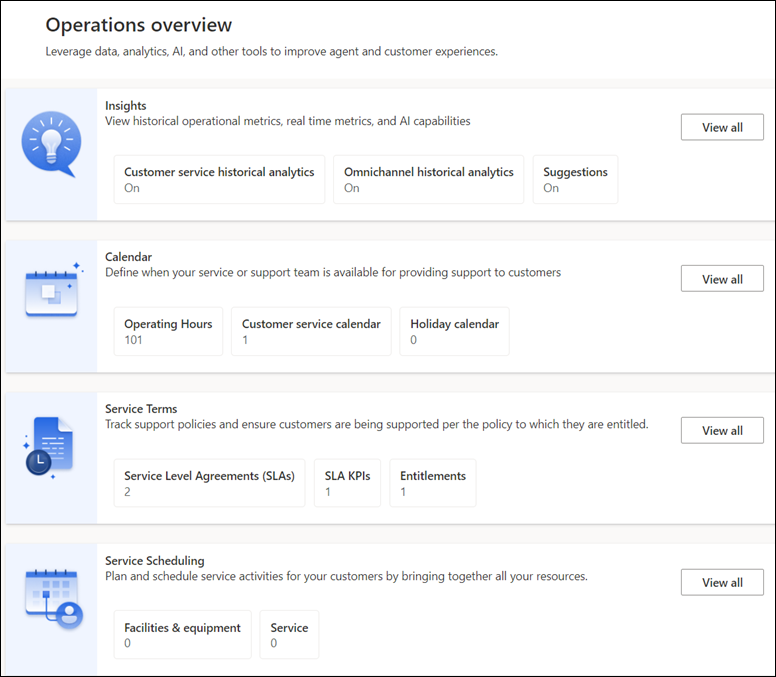 Operations overview
Leverage data, analytics, AI, and other tools to improve agent and customer experiences.
Insights
View historical operational metrics, real time metrics, and AI capabilities
View all
Customer service historical analytics
On
Omnichannel historical analytics
On
Suggestions
On
Calendar
Define when your service or support team is available for providing support to customers
View all
Operating Hours
101
Customer service calendar
1
Holiday calendar
0
Service Terms
Track support policies and ensure customers are being supported per the policy to which they are entitled.
View all
Service Level Agreements (SLAs)
2
SLA KPIs
1
Entitlements
1
Service Scheduling
Plan and schedule service activities for your customers by bringing together all your resources.
View all
Facilities & equipment
0
Service
0